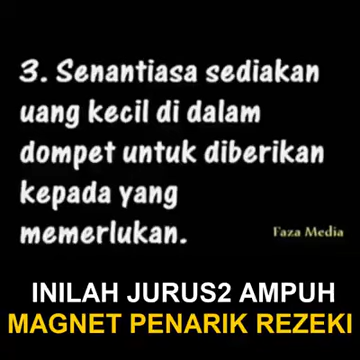 3. Senantiasa sediakan
uang kecil di dalam
dompet untuk diberikan
kepada yang
memerlukan.
Faza Media
INILAH JURUS2 AMPUH
MAGNET PENARIK REZEKI